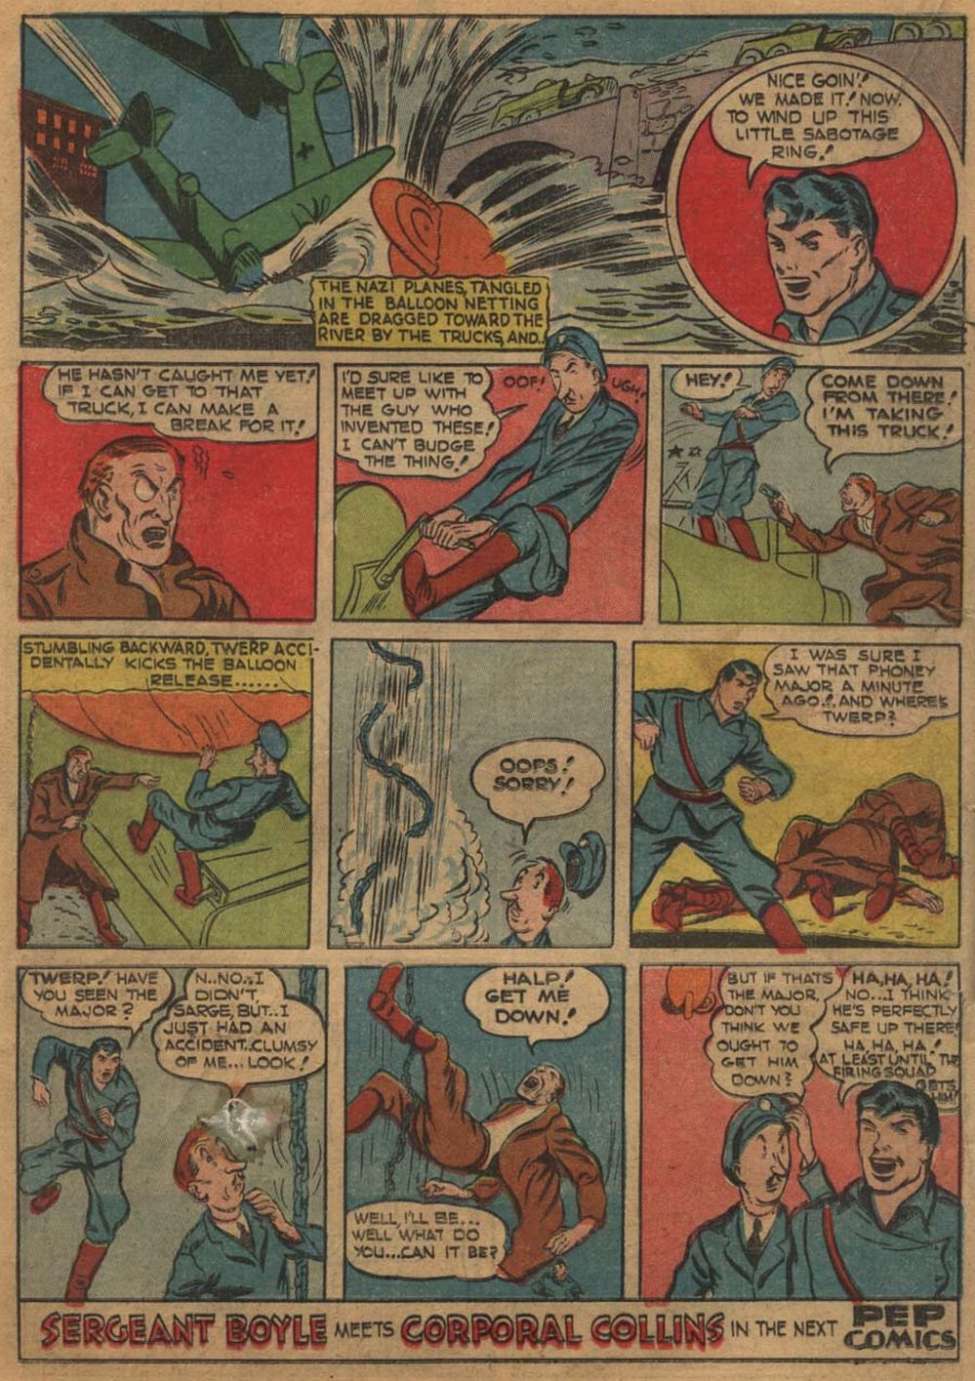 NICE GOIN'!
WE MADE IT! NOW.
TO WIND UP THIS
LITTLE SABOTAGE
RING!
THE NAZI PLANES, TANGLED
IN THE BALLOON NETTING
ARE DRAGGED TOWARD THE
RIVER BY THE TRUCKS, AND..
HE HASN'T CAUGHT ME YET!
IF I CAN GET TO THAT
TRUCK, I CAN MAKE A
BREAK FOR IT!
I'D SURE LIKE TO
MEET UP WITH
THE GUY WHO
INVENTED THESE!
I CAN'T BUDGE
THE THING!
OOF!
UGH!
HEY!
COME DOWN
FROM THERE!
I'M TAKING
THIS TRUCK!
STUMBLING BACKWARD, TWERP ACCI-
DENTALLY KICKS THE BALLOON
RELEASE......
OOPS!
SORRY!
I WAS SURE I
SAW THAT PHONEY
MAJOR A MINUTE
AGO!. AND WHERE'S
TWERP?
TWERP! HAVE
YOU SEEN THE
MAJOR?
N..NO..I
DIDN'T,
SARGE, BUT..I
JUST HAD AN
ACCIDENT..CLUMSY
OF ME... LOOK!
HALP!
GET ME
DOWN!
WELL, I'LL BE...
WELL WHAT DO
YOU...CAN IT BE?
BUT IF THATS
THE MAJOR,
DON'T YOU
THINK WE
OUGHT TO
GET HIM
DOWN?
HA, HA, HA!
NO...I THINK
HE'S PERFECTLY
SAFE UP THERE!
HA, HA, HA!
AT LEAST UNTIL THE
FIRING SQUAD
GETS
HIM!
SERGEANT BOYLE MEETS CORPORAL COLLINS IN THE NEXT PEP COMICS